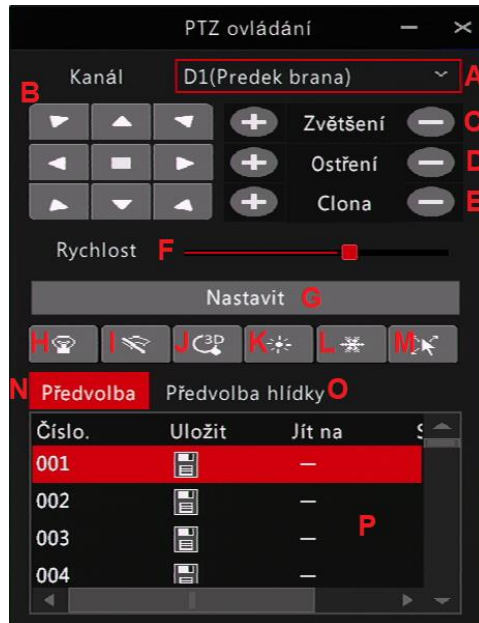 PTZ ovládání
Kanál D1(Predek brana) A
B
Zvětšení C
Ostření D
Clona E
Rychlost F
Nastavit G
H I J 3D K L M
N Předvolba Předvolba hlídky O
Číslo. Uložit Jít na S
001 —
002 —
003 — P
004 —